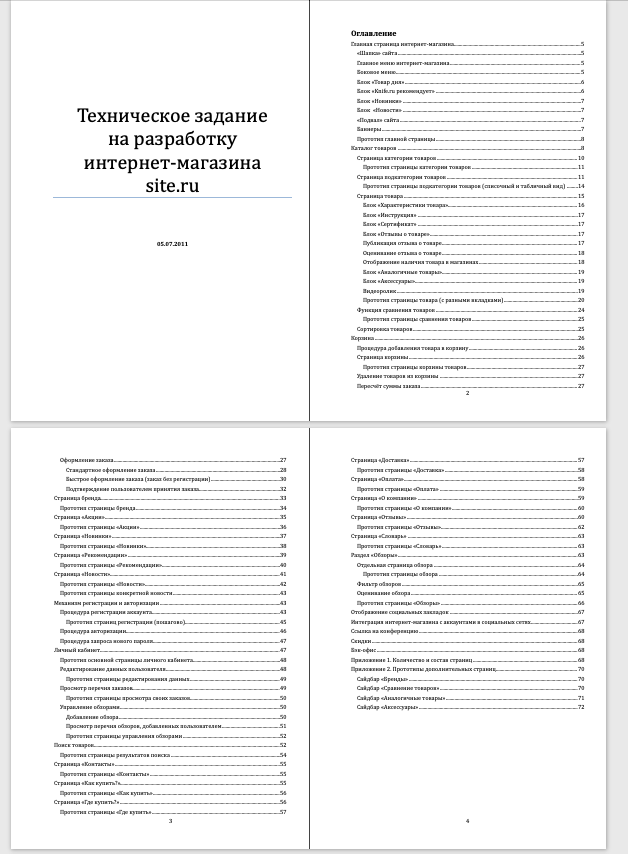 Техническое задание
на разработку
интернет-магазина
site.ru
05.07.2011
Оглавление
Главная страница интернет-магазина 5
«Шапка» сайта 5
Главное меню интернет-магазина 5
Боковое меню 5
Блок «Товар дня» 6
Блок «Knife.ru рекомендует» 6
Блок «Новинки» 7
Блок «Новости» 7
«Подвал» сайта 7
Баннеры 7
Прототип главной страницы 8
Каталог товаров 8
Страница категории товаров 10
Прототип страницы категории товаров 11
Страница подкатегории товаров 11
Прототип страницы подкатегории товаров (списочный и табличный вид) 14
Страница товара 15
Блок «Характеристики товара» 16
Блок «Инструкция» 17
Блок «Сертификат» 17
Блок «Отзывы о товаре» 17
Публикация отзыва о товаре 17
Оценивание отзыва о товаре 18
Отображение наличия товара в магазинах 18
Блок «Аналогичные товары» 19
Блок «Аксессуары» 19
Видеоролик 19
Прототип страницы товара (с разными вкладками) 20
Функция сравнения товаров 24
Прототип страницы сравнения товаров 25
Сортировка товаров 25
Корзина 26
Процедура добавления товара в корзину 26
Страница корзины 26
Прототип страницы корзины товаров 27
Удаление товаров из корзины 27
Пересчёт суммы заказа 27
2
Оформление заказа 27
Стандартное оформление заказа 28
Быстрое оформление заказа (заказ без регистрации) 30
Подтверждение пользователем принятия заказа 32
Страница бренда 33
Прототип страницы бренда 34
Страница «Акции» 35
Прототип страницы «Акции» 36
Страница «Новинки» 37
Прототип страницы «Новинки» 38
Страница «Рекомендации» 39
Прототип страницы «Рекомендации» 40
Страница «Новости» 41
Прототип страницы «Новости» 42
Прототип страницы конкретной новости 43
Механизм регистрации и авторизации 43
Процедура регистрации аккаунта 43
Прототип страниц регистрации (пошагово) 45
Процедура авторизации 46
Процедура запроса нового пароля 47
Личный кабинет 47
Прототип основной страницы личного кабинета 48
Редактирование данных пользователя 48
Прототип страницы редактирования данных 49
Просмотр перечня заказов 49
Прототип страницы просмотра своих заказов 50
Управление обзорами 50
Добавление обзора 50
Просмотр перечня обзоров, добавленных пользователем 51
Прототип страницы управления обзорами 52
Поиск товаров 52
Прототип страницы результатов поиска 54
Страница «Контакты» 55
Прототип страницы «Контакты» 55
Страница «Как купить?» 55
Прототип страницы «Как купить» 56
Страница «Где купить?» 56
Прототип страницы «Где купить» 57
3
Страница «Доставка» 57
Прототип страницы «Доставка» 58
Страница «Оплата» 58
Прототип страницы «Оплата» 59
Страница «О компании» 59
Прототип страницы «О компании» 60
Страница «Отзывы» 60
Прототип страницы «Отзывы» 62
Страница «Словарь» 63
Прототип страницы «Словарь» 63
Раздел «Обзоры» 63
Отдельная страница обзора 64
Прототип страницы обзора 64
Фильтр обзоров 65
Оценивание обзора 65
Прототип страницы «Обзоры» 66
Отображение социальных закладок 67
Интеграция интернет-магазина с аккаунтами в социальных сетях 67
Ссылка на конференцию 68
Скидки 68
Бэк-офис 68
Приложение 1. Количество и состав страниц 68
Приложение 2. Прототипы дополнительных страниц 70
Сайдбар «Бренды» 70
Сайдбар «Сравнение товаров» 70
Сайдбар «Аналогичные товары» 71
Сайдбар «Аксессуары» 72
4